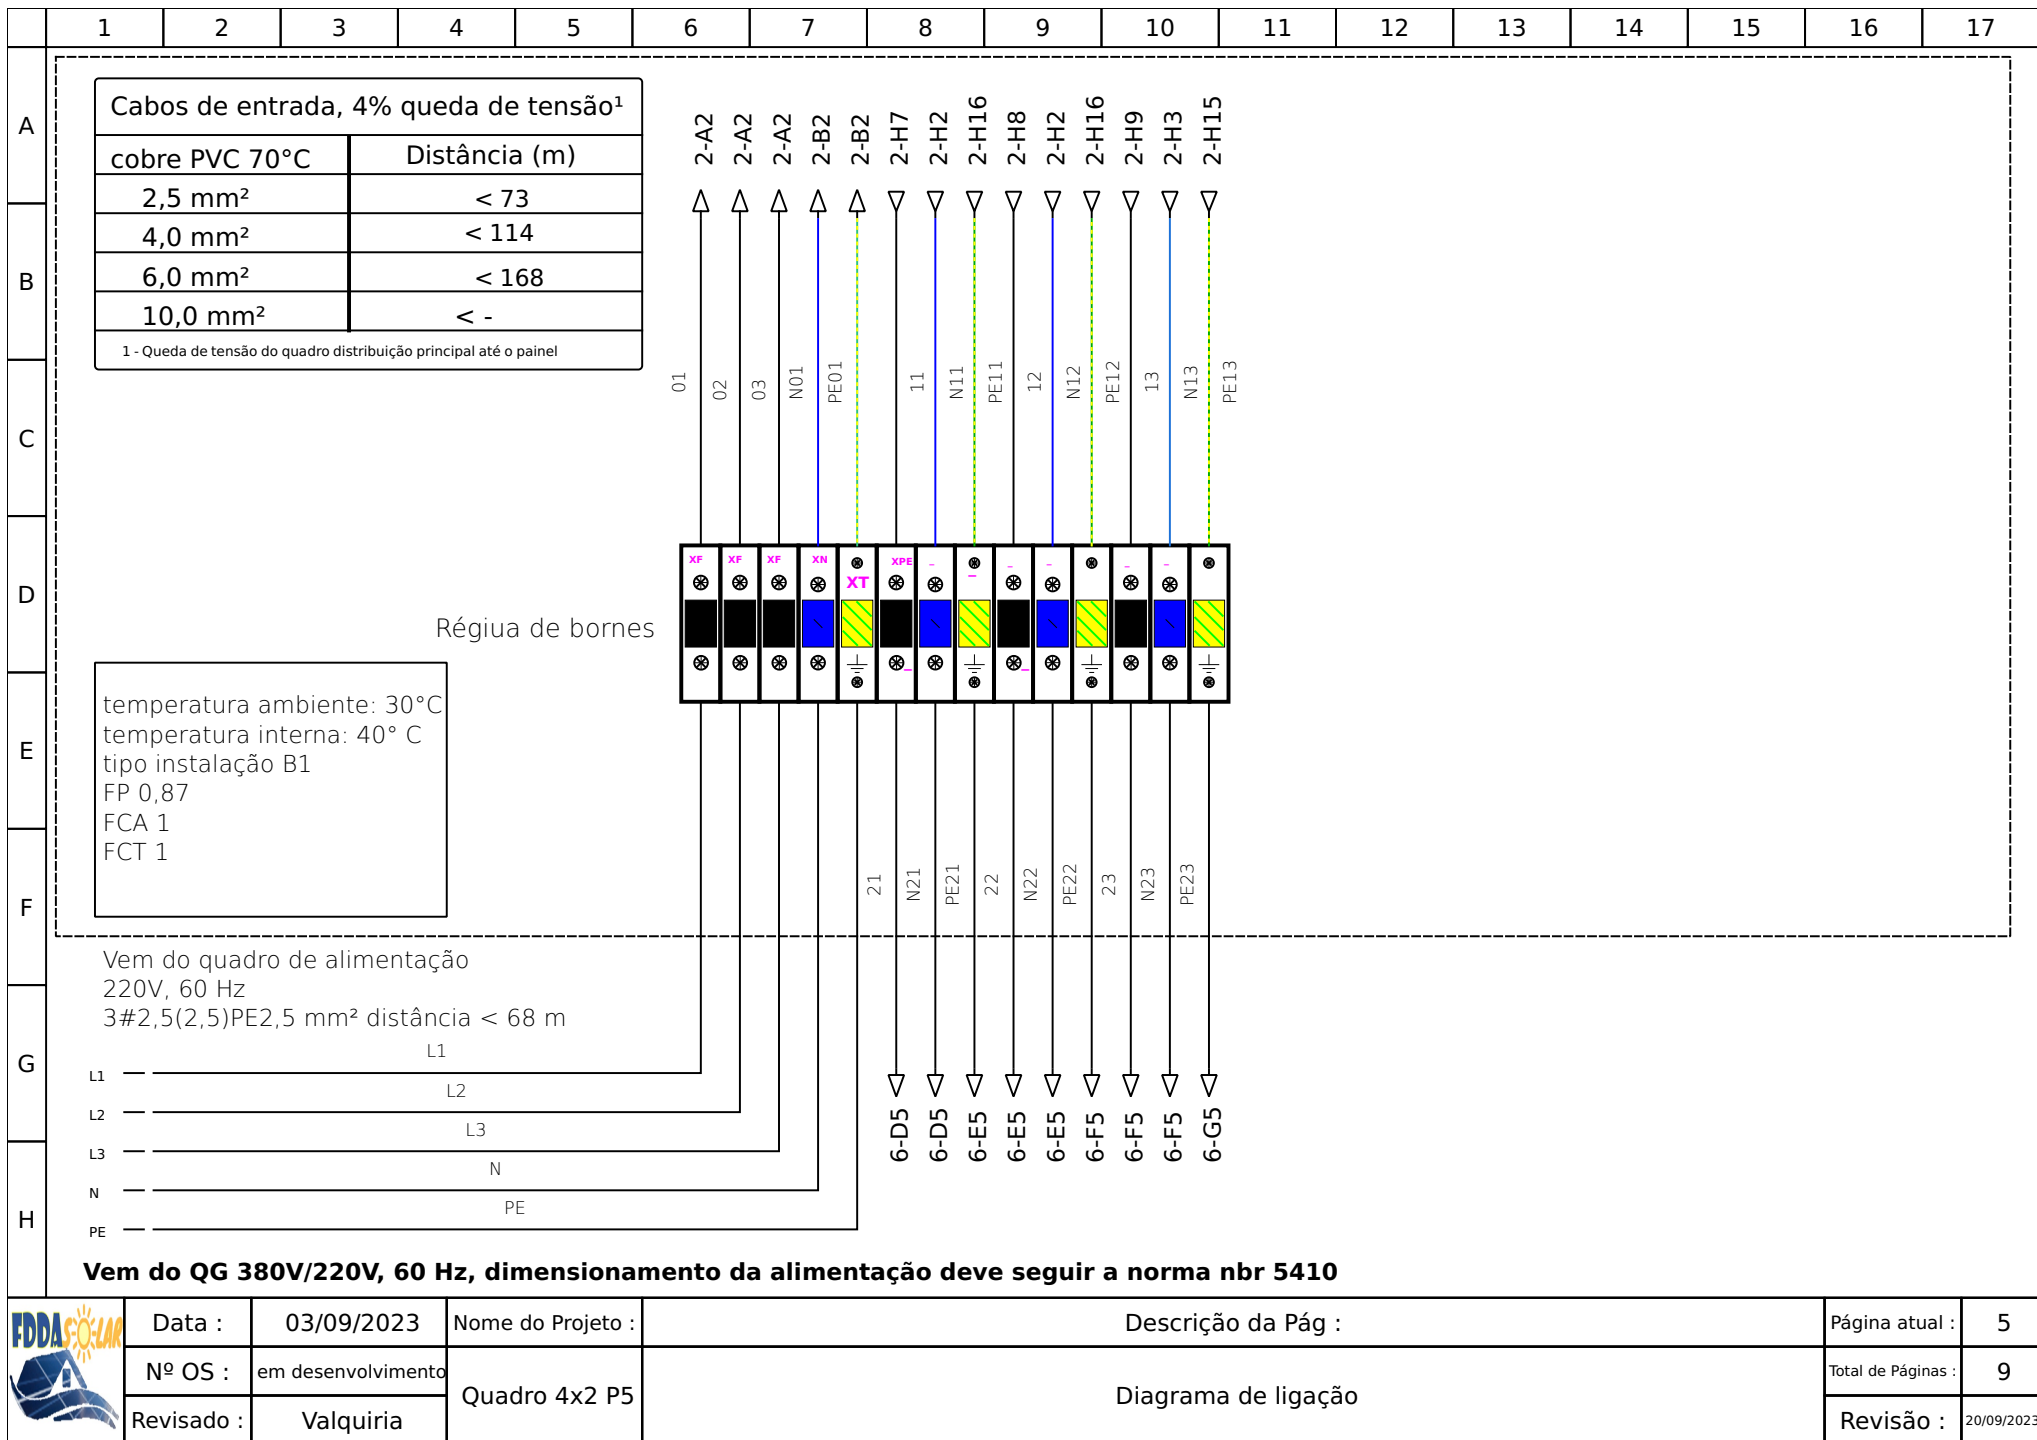 1 2 3 4 5 6 7 8 9 10 11 12 13 14 15 16 17
A
B
C
D
E
F
G
H
Cabos de entrada, 4% queda de tensão¹
cobre PVC 70°C Distância (m)
2,5 mm² < 73
4,0 mm² < 114
6,0 mm² < 168
10,0 mm² < -
1 - Queda de tensão do quadro distribuição principal até o painel
2-A2 2-A2 2-A2 2-B2 2-B2 2-H7 2-H2 2-H16 2-H8 2-H2 2-H16 2-H9 2-H3 2-H15
01 02 03 N01 PE01 11 N11 PE11 12 N12 PE12 13 N13 PE13
XF XF XF XN XT XPE
Régiua de bornes
temperatura ambiente: 30°C
temperatura interna: 40° C
tipo instalação B1
FP 0,87
FCA 1
FCT 1
21 N21 PE21 22 N22 PE22 23 N23 PE23
Vem do quadro de alimentação
220V, 60 Hz
3#2,5(2,5)PE2,5 mm² distância < 68 m
L1
L1
L2
L2
L3
L3
N
N
PE
PE
6-D5 6-D5 6-E5 6-E5 6-E5 6-F5 6-F5 6-F5 6-G5
Vem do QG 380V/220V, 60 Hz, dimensionamento da alimentação deve seguir a norma nbr 5410
FDDASOLAR
Data : 03/09/2023 Nome do Projeto : Descrição da Pág : Página atual : 5
Nº OS : em desenvolvimento Quadro 4x2 P5 Diagrama de ligação Total de Páginas : 9
Revisado : Valquiria Revisão : 20/09/2023